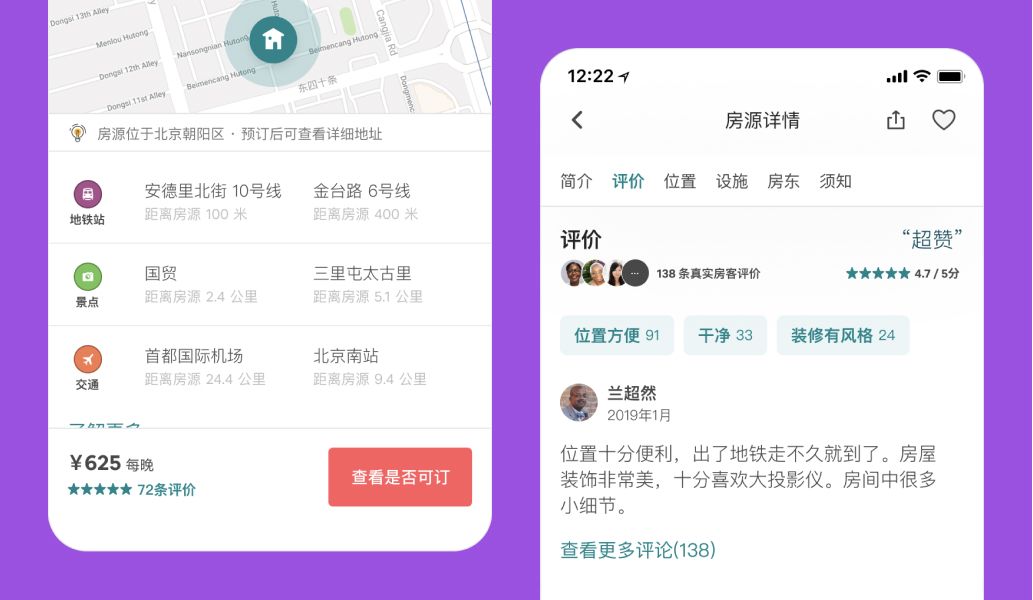 Dongsi 13th Alley
Menlou Hutong
Nansongnian Hutong
Beimencang Hutong
Cangjia Rd
Dongsi 12th Alley
Beimencang Hutong
东四十条
Dongsi 11st Alley
房源位于北京朝阳区 · 预订后可查看详细地址
地铁站
安德里北街 10号线
距离房源 100 米
金台路 6号线
距离房源 400 米
景点
国贸
距离房源 2.4 公里
三里屯太古里
距离房源 5.1 公里
交通
首都国际机场
距离房源 24.4 公里
北京南站
距离房源 9.4 公里
¥625 每晚
72条评价
查看是否可订
12:22
房源详情
简介 评价 位置 设施 房东 须知
评价
“超赞”
138 条真实房客评价
4.7 / 5分
位置方便 91
干净 33
装修有风格 24
兰超然
2019年1月
位置十分便利，出了地铁走不久就到了。房屋
装饰非常美，十分喜欢大投影仪。房间中很多
小细节。
查看更多评论(138)